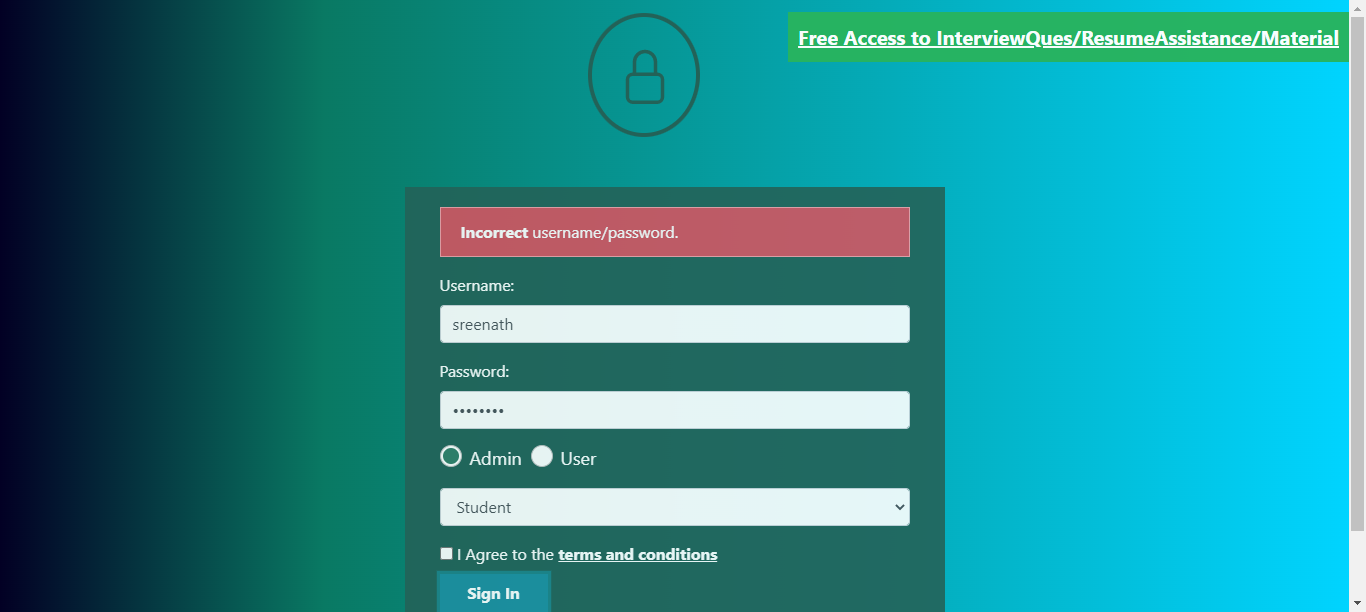 Free Access to InterviewQues/ResumeAssistance/Material
Incorrect username/password.
Username:
sreenath
Password:
••••••••
Admin User
Student
I Agree to the terms and conditions
Sign In